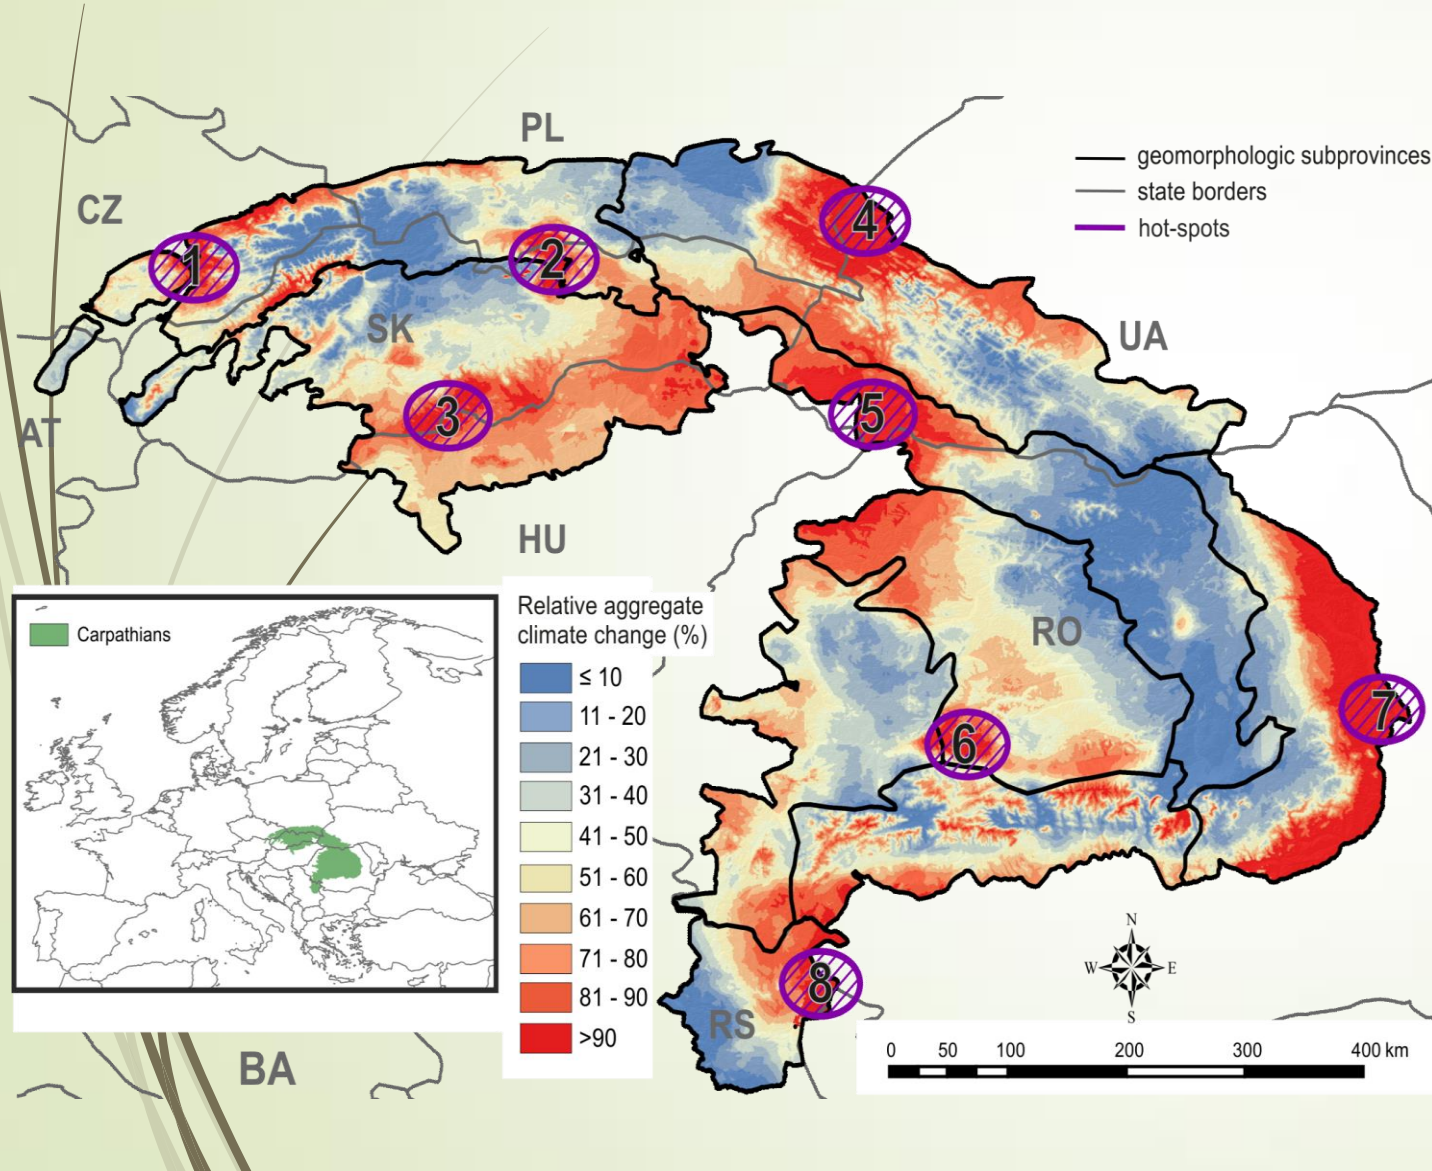 PL
geomorphologic subprovinces
CZ
state borders
4
hot-spots
1
2
SK
UA
3
5
AT
HU
Relative aggregate
climate change (%)
Carpathians
RO
≤ 10
11 - 20
7
6
21 - 30
31 - 40
41 - 50
51 - 60
61 - 70
71 - 80
81 - 90
>90
N
W E
S
8
RS
BA
0 50 100 200 300 400 km